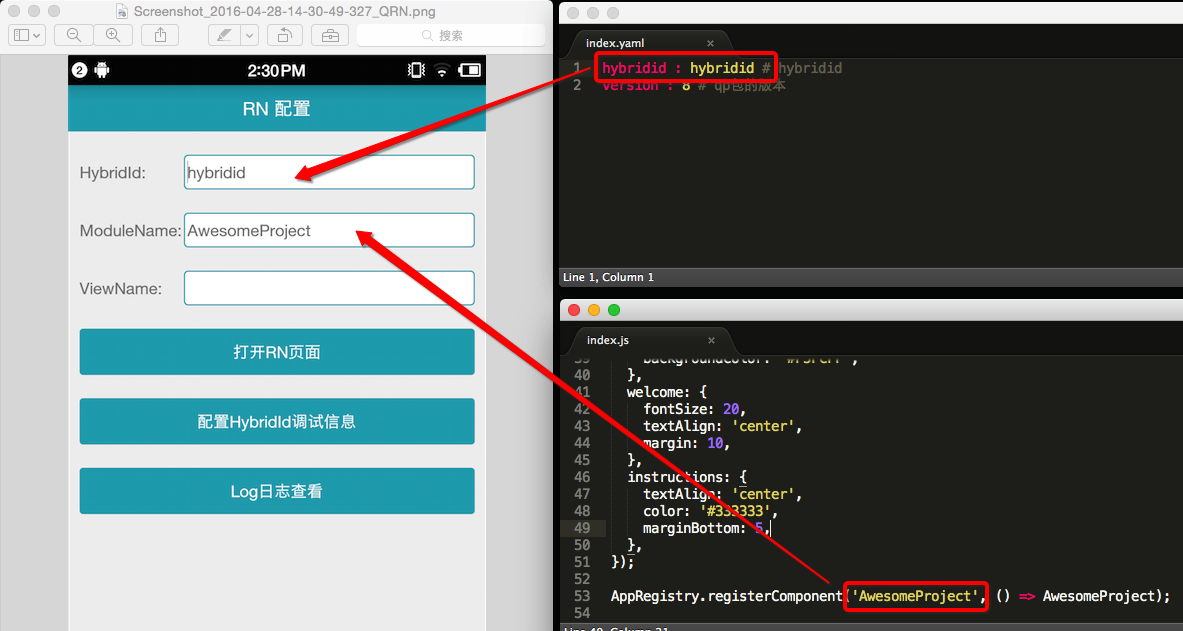 Screenshot_2016-04-28-14-30-49-327_QRN.png
搜索
2
2:30PM
RN 配置
HybridId:
hybridid
ModuleName:
AwesomeProject
ViewName:
打开RN页面
配置HybridId调试信息
Log日志查看
index.yaml
1 hybridid : hybridid # hybridid
2 version : 8 # qp包的版本
Line 1, Column 1
index.js
39 backgroundColor: '#F5FCFF',
40 },
41 welcome: {
42 fontSize: 20,
43 textAlign: 'center',
44 margin: 10,
45 },
46 instructions: {
47 textAlign: 'center',
48 color: '#333333',
49 marginBottom: 5,
50 },
51 });
52
53 AppRegistry.registerComponent('AwesomeProject', () => AwesomeProject);
54
Line 49, Column 21